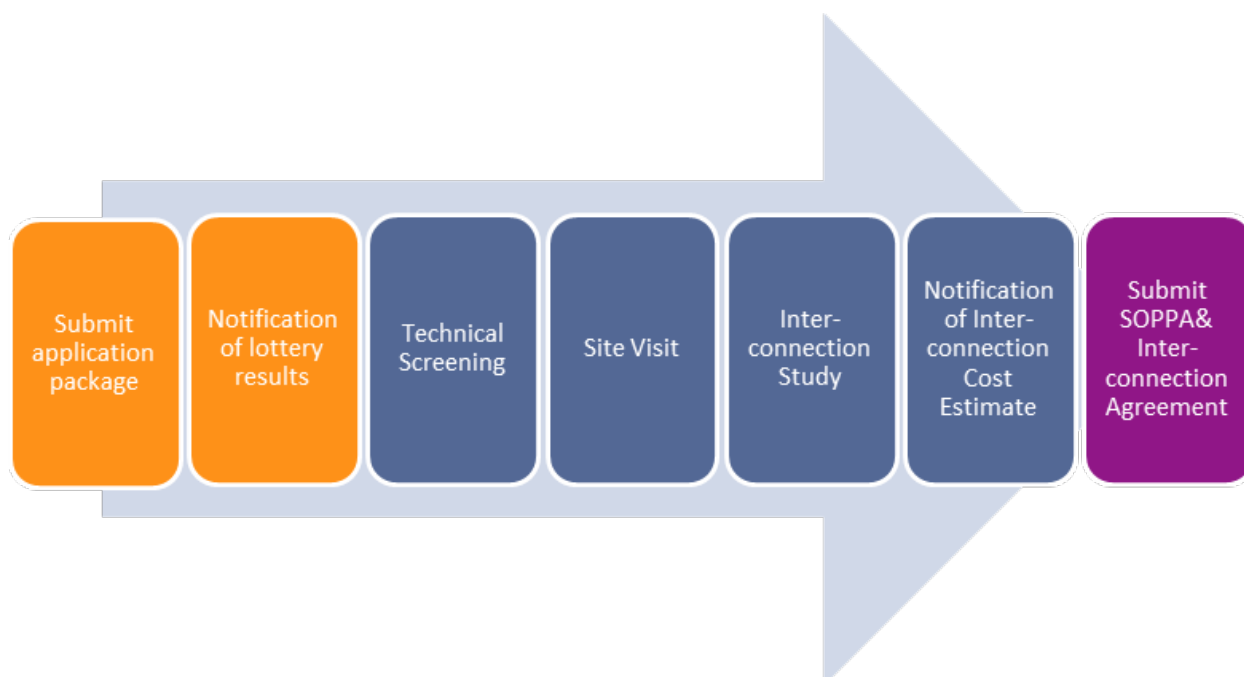 Submit
application
package
Notification
of lottery
results
Technical
Screening
Site Visit
Inter-
connection
Study
Notification
of Inter-
connection
Cost
Estimate
Submit
SOPPA&
Inter-
connection
Agreement